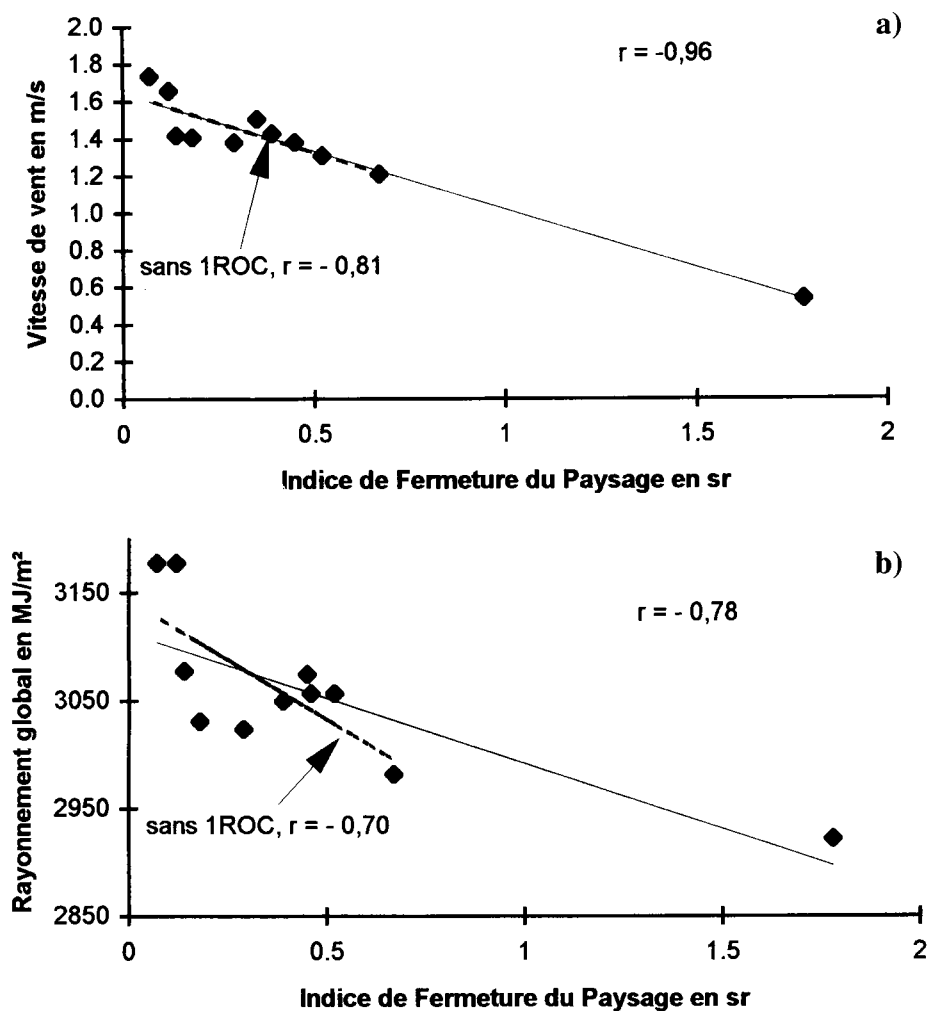 a)
2.0
1.8
1.6
1.4
1.2
1.0
0.8
0.6
0.4
0.2
0.0
Vitesse de vent en m/s
r = -0,96
sans 1ROC, r = - 0,81
0 0.5 1 1.5 2
Indice de Fermeture du Paysage en sr
b)
3150
3050
2950
2850
Rayonnement global en MJ/m²
r = - 0,78
sans 1ROC, r = - 0,70
0 0.5 1 1.5 2
Indice de Fermeture du Paysage en sr